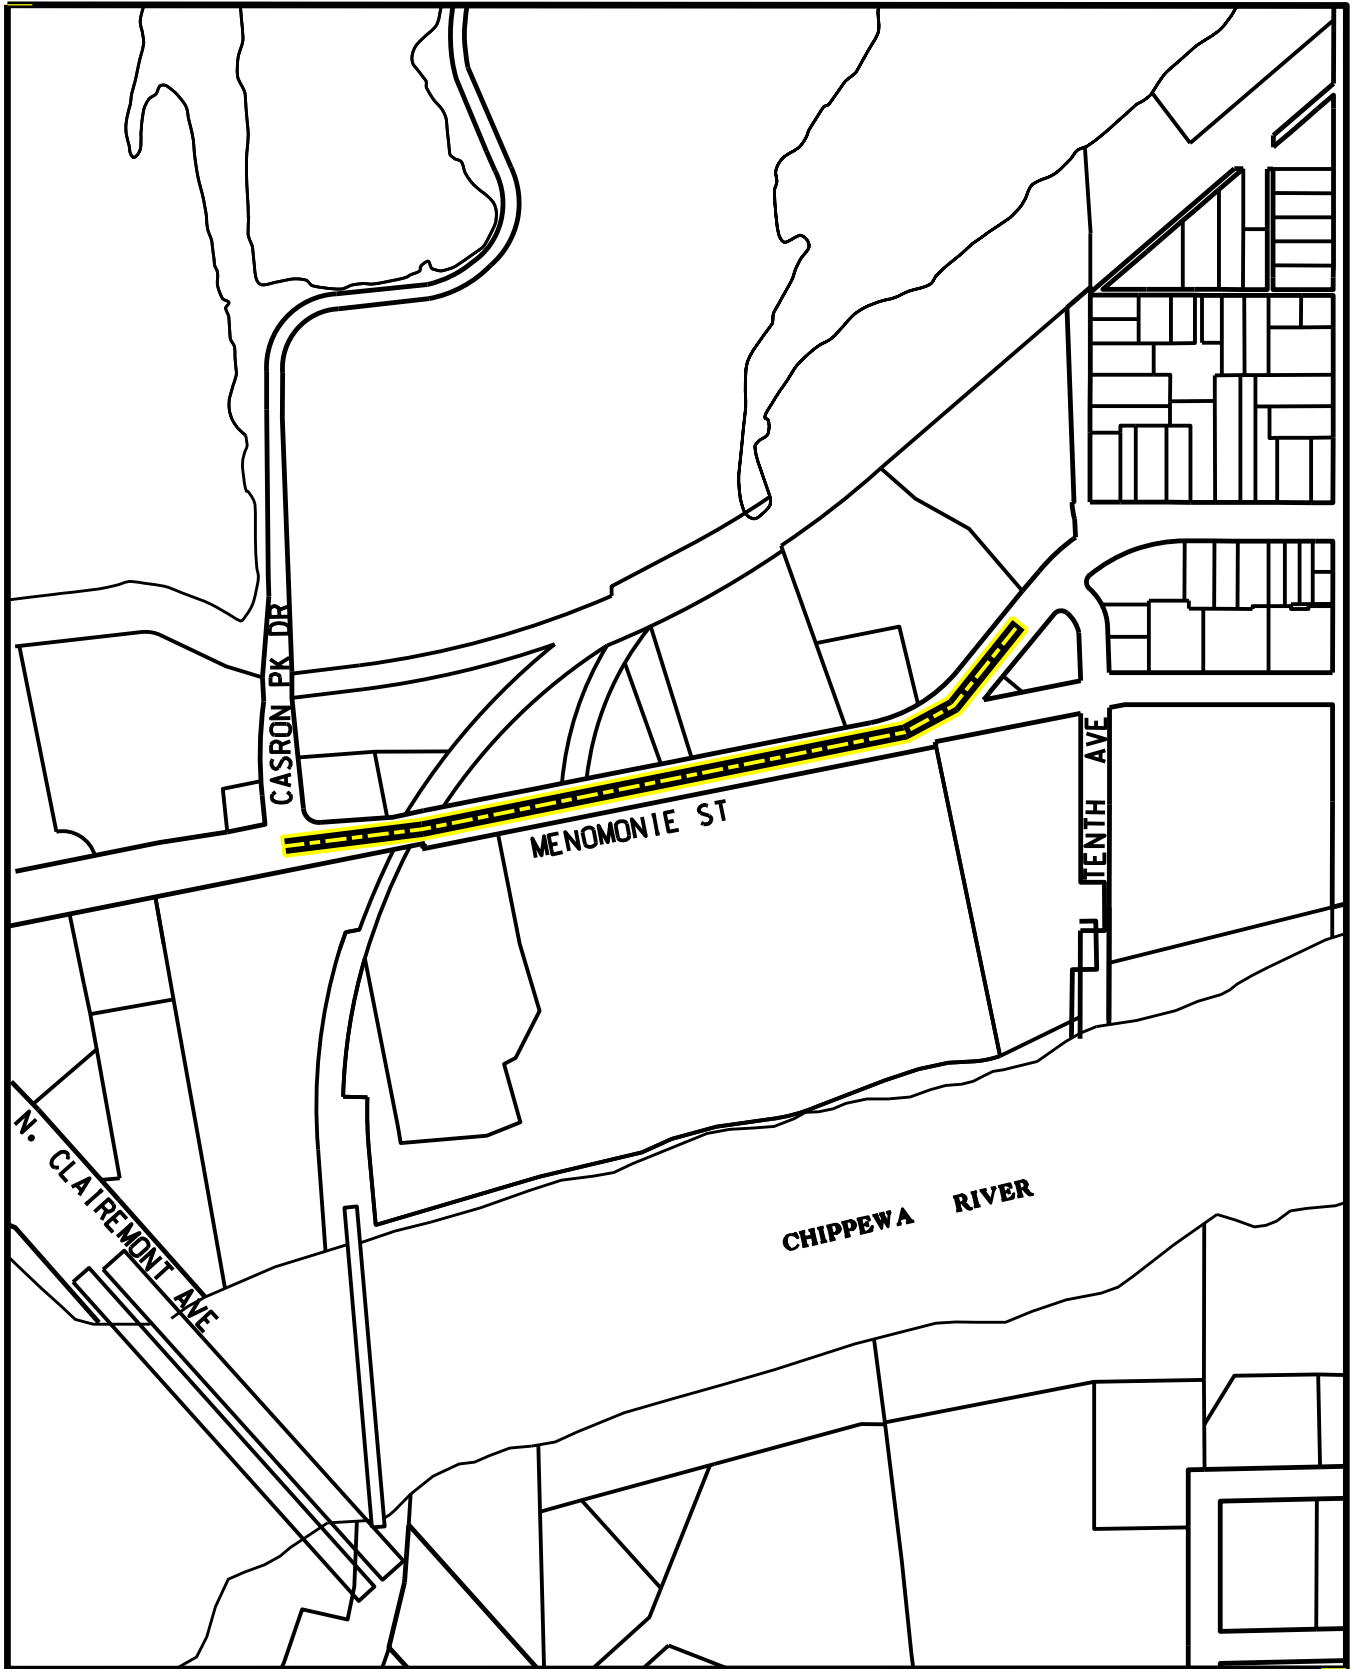 CASRON PK DR
MENOMONIE ST
TENTH AVE
N. CLAIREMONT AVE
CHIPPEWA RIVER